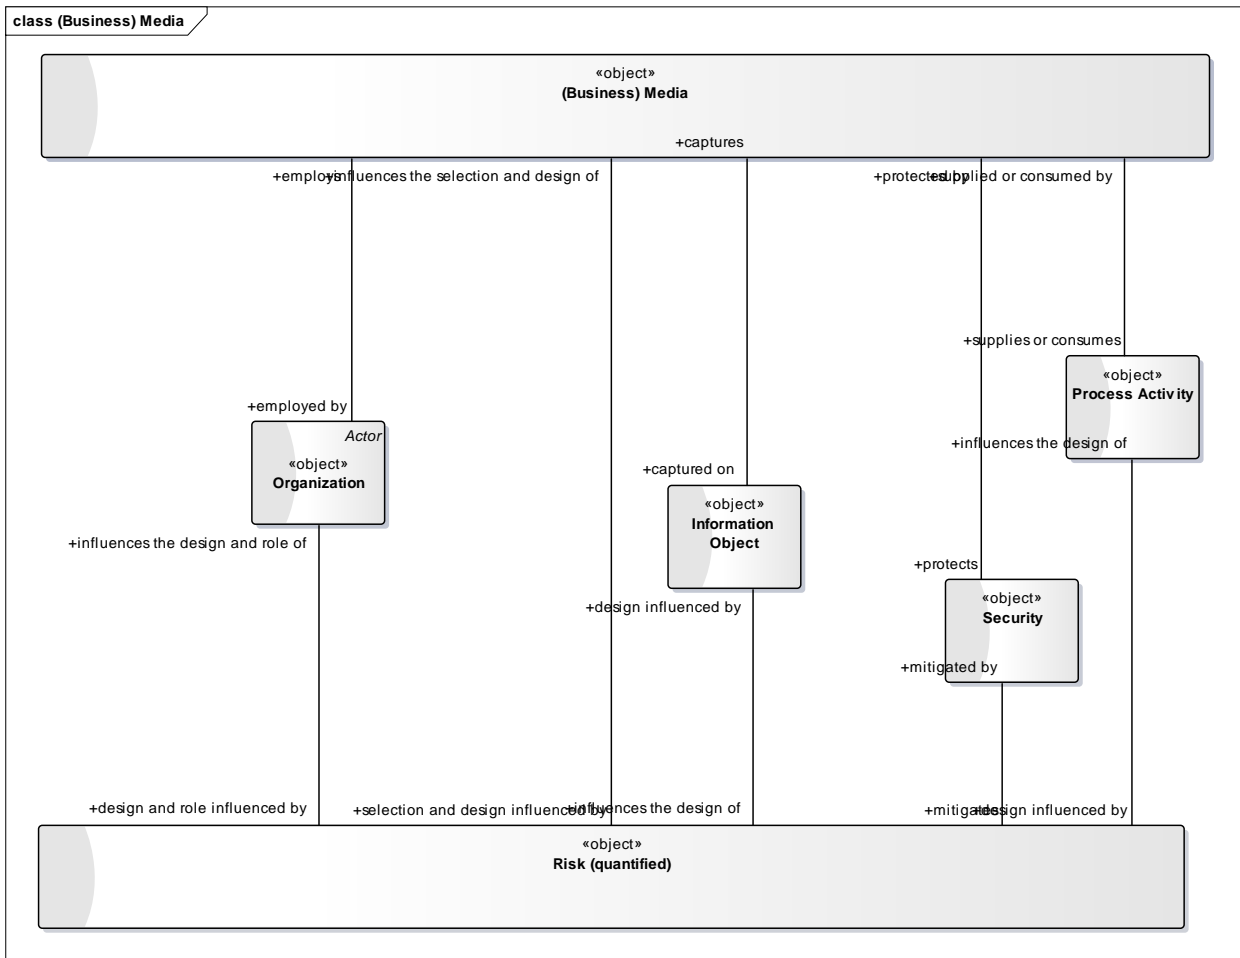 class (Business) Media
«object»
(Business) Media
+captures
+employs
+influences the selection and design of
+protected by
+supplied or consumed by
+supplies or consumes
«object»
Process Activity
+employed by
Actor
«object»
Organization
+influences the design of
+captured on
«object»
Information
Object
+influences the design and role of
+protects
«object»
Security
+design influenced by
+mitigated by
+design and role influenced by
+selection and design influenced by
+influences the design of
+mitigates
+design influenced by
«object»
Risk (quantified)